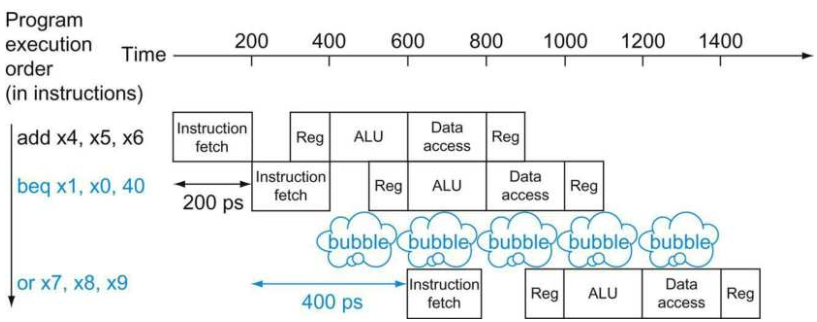 Program
execution
order
(in instructions)
Time
200 400 600 800 1000 1200 1400
add x4, x5, x6
Instruction
fetch
Reg
ALU
Data
access
Reg
beq x1, x0, 40
200 ps
Instruction
fetch
Reg
ALU
Data
access
Reg
bubble bubble bubble bubble bubble
or x7, x8, x9
400 ps
Instruction
fetch
Reg
ALU
Data
access
Reg